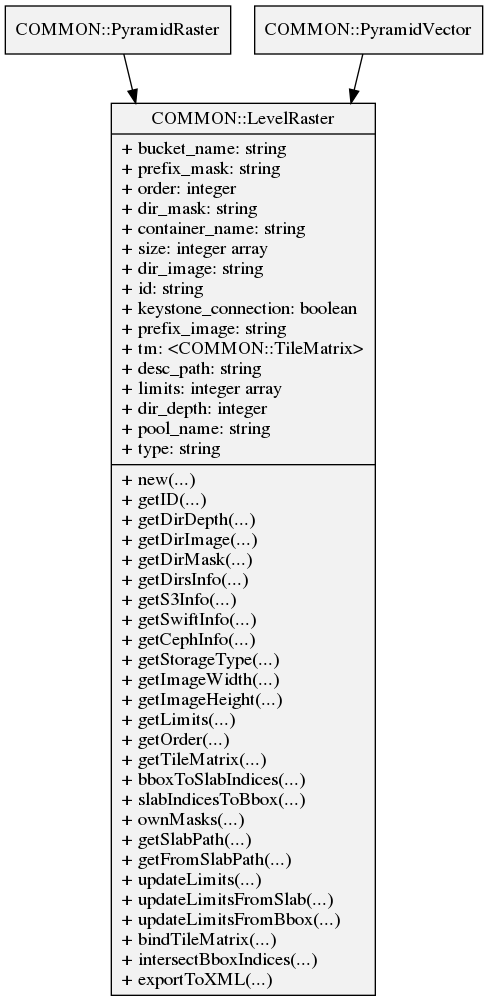 COMMON::PyramidRaster
COMMON::PyramidVector
COMMON::LevelRaster
+ bucket_name: string
+ prefix_mask: string
+ order: integer
+ dir_mask: string
+ container_name: string
+ size: integer array
+ dir_image: string
+ id: string
+ keystone_connection: boolean
+ prefix_image: string
+ tm: <COMMON::TileMatrix>
+ desc_path: string
+ limits: integer array
+ dir_depth: integer
+ pool_name: string
+ type: string
+ new(...)
+ getID(...)
+ getDirDepth(...)
+ getDirImage(...)
+ getDirMask(...)
+ getDirsInfo(...)
+ getS3Info(...)
+ getSwiftInfo(...)
+ getCephInfo(...)
+ getStorageType(...)
+ getImageWidth(...)
+ getImageHeight(...)
+ getLimits(...)
+ getOrder(...)
+ getTileMatrix(...)
+ bboxToSlabIndices(...)
+ slabIndicesToBbox(...)
+ ownMasks(...)
+ getSlabPath(...)
+ getFromSlabPath(...)
+ updateLimits(...)
+ updateLimitsFromSlab(...)
+ updateLimitsFromBbox(...)
+ bindTileMatrix(...)
+ intersectBboxIndices(...)
+ exportToXML(...)